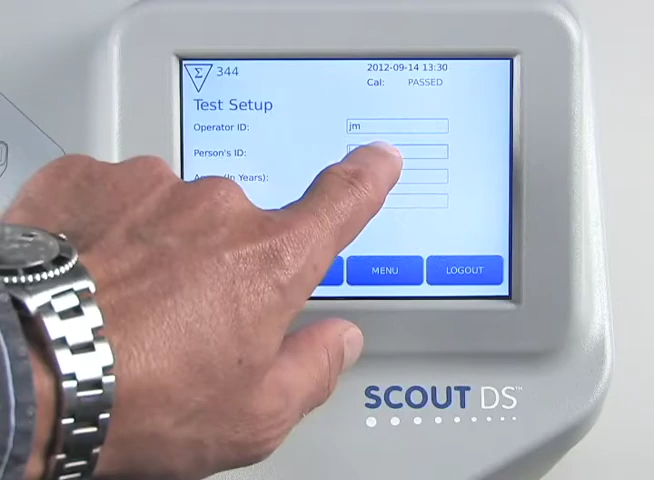 Σ 344
2012-09-14 13:30
Cal: PASSED
Test Setup
Operator ID: jm
Person's ID:
(In Years):
MENU LOGOUT
SCOUT DS™